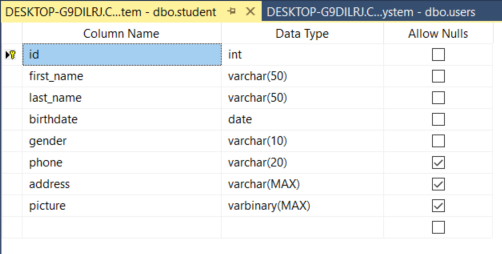 DESKTOP-G9DILRJ.C...tem - dbo.student DESKTOP-G9DILRJ.C...ystem - dbo.users
Column Name Data Type Allow Nulls
id int
first_name varchar(50)
last_name varchar(50)
birthdate date
gender varchar(10)
phone varchar(20)
address varchar(MAX)
picture varbinary(MAX)